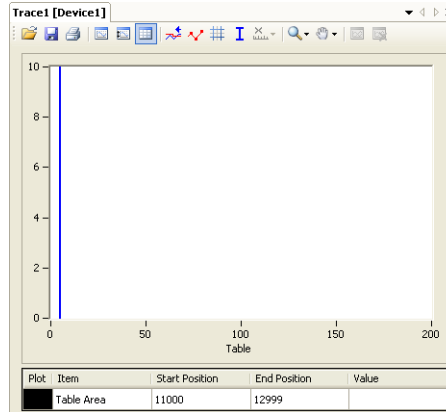 Trace1 [Device1]
10
8
6
4
2
0
0 50 100 150 200
Table
Plot Item Start Position End Position Value
Table Area 11000 12999